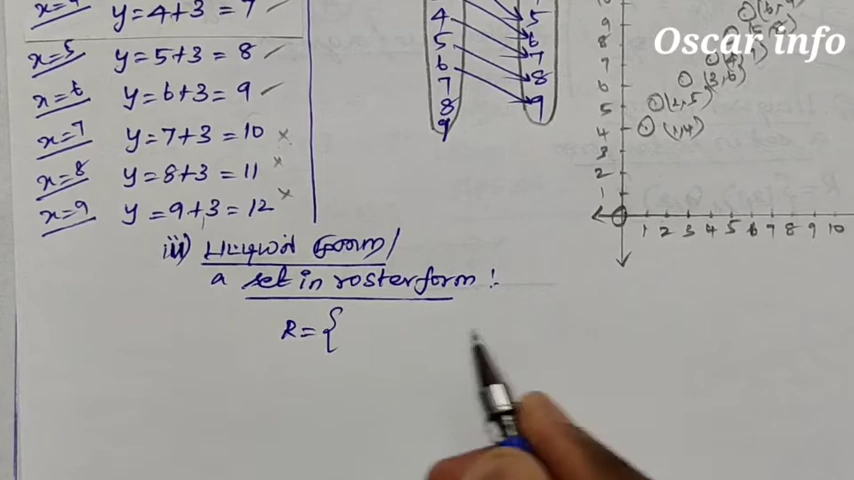 y=4+3=7
x=5 y=5+3=8
x=6 y=6+3=9
x=7 y=7+3=10 ×
x=8 y=8+3=11 ×
x=9 y=9+3=12 ×
4 5
5 6
6 7
7 8
8 9
9
9
8
7
6
5
4
3
2
1
(3,6)
(2,5)
(1,4)
1 2 3 4 5 6 7 8 9 10
Oscar info
iii) பட்டியல் முறை/
a set in roster form :
R={